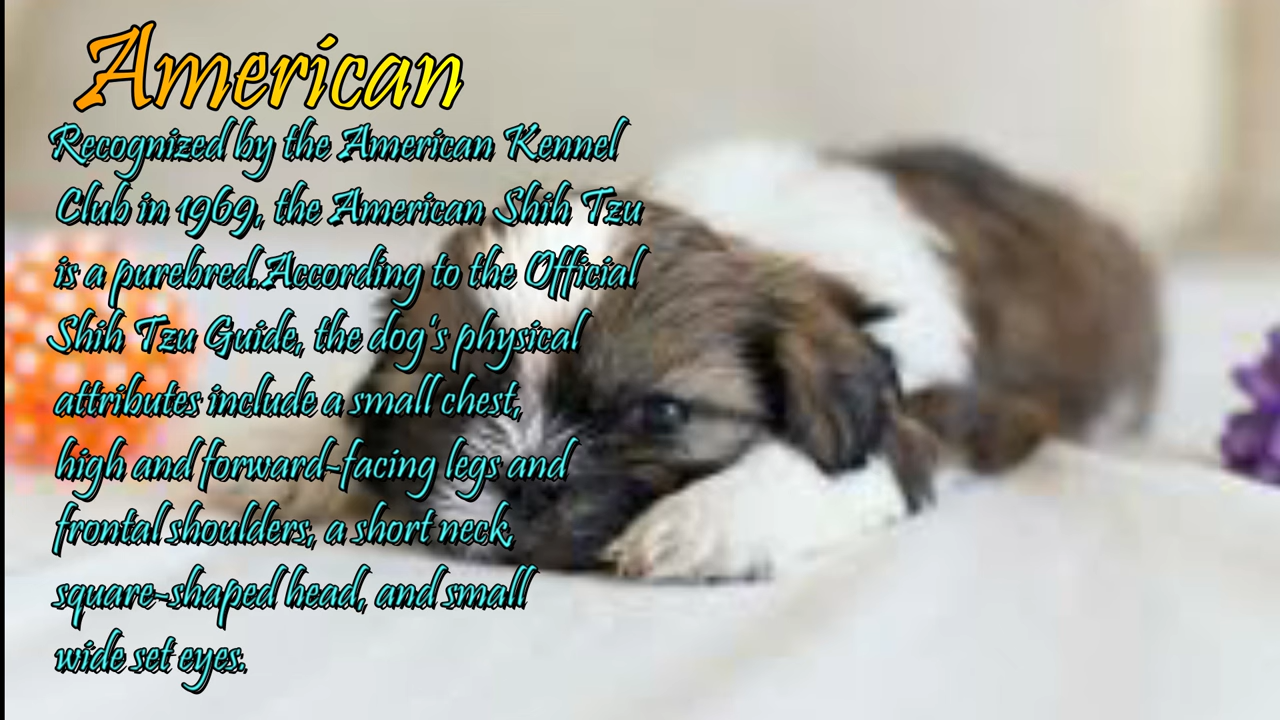 American
Recognized by the American Kennel
Club in 1969, the American Shih Tzu
is a purebred.According to the Official
Shih Tzu Guide, the dog's physical
attributes include a small chest,
high and forward-facing legs and
frontal shoulders, a short neck,
square-shaped head, and small
wide set eyes.